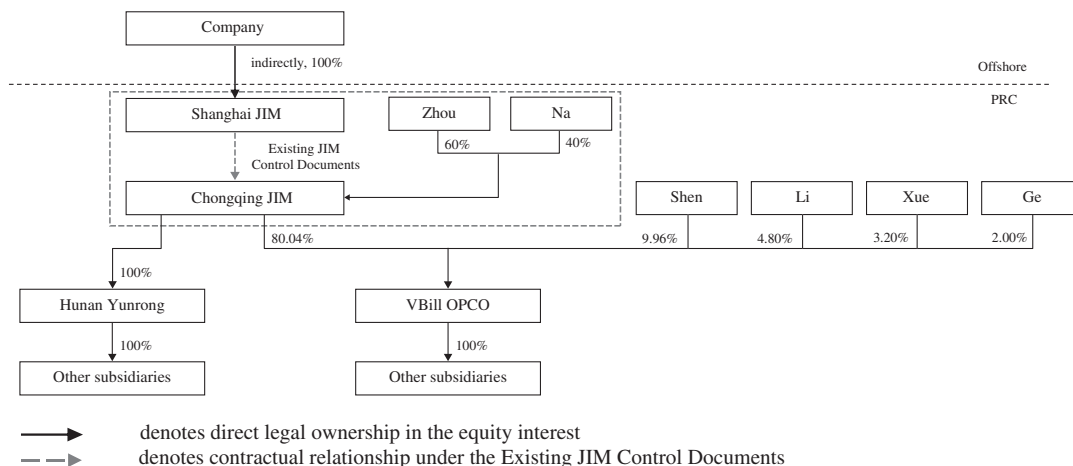 Company
indirectly, 100%
Offshore
PRC
Shanghai JIM
Zhou
Na
60%
40%
Existing JIM
Control Documents
Chongqing JIM
Shen
Li
Xue
Ge
80.04%
9.96%
4.80%
3.20%
2.00%
100%
Hunan Yunrong
VBill OPCO
100%
100%
Other subsidiaries
Other subsidiaries
denotes direct legal ownership in the equity interest
denotes contractual relationship under the Existing JIM Control Documents